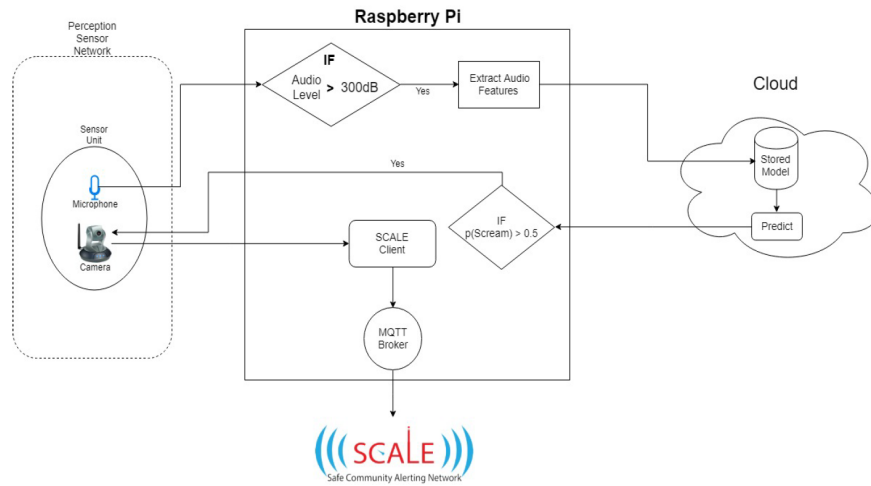 Raspberry Pi
Perception
Sensor
Network
IF
Audio
Level > 300dB
Yes
Extract Audio
Features
Cloud
Sensor
Unit
Microphone
Camera
Yes
SCALE
Client
IF
p(Scream) > 0.5
Stored
Model
Predict
MQTT
Broker
SCALE
Safe Community Alerting Network